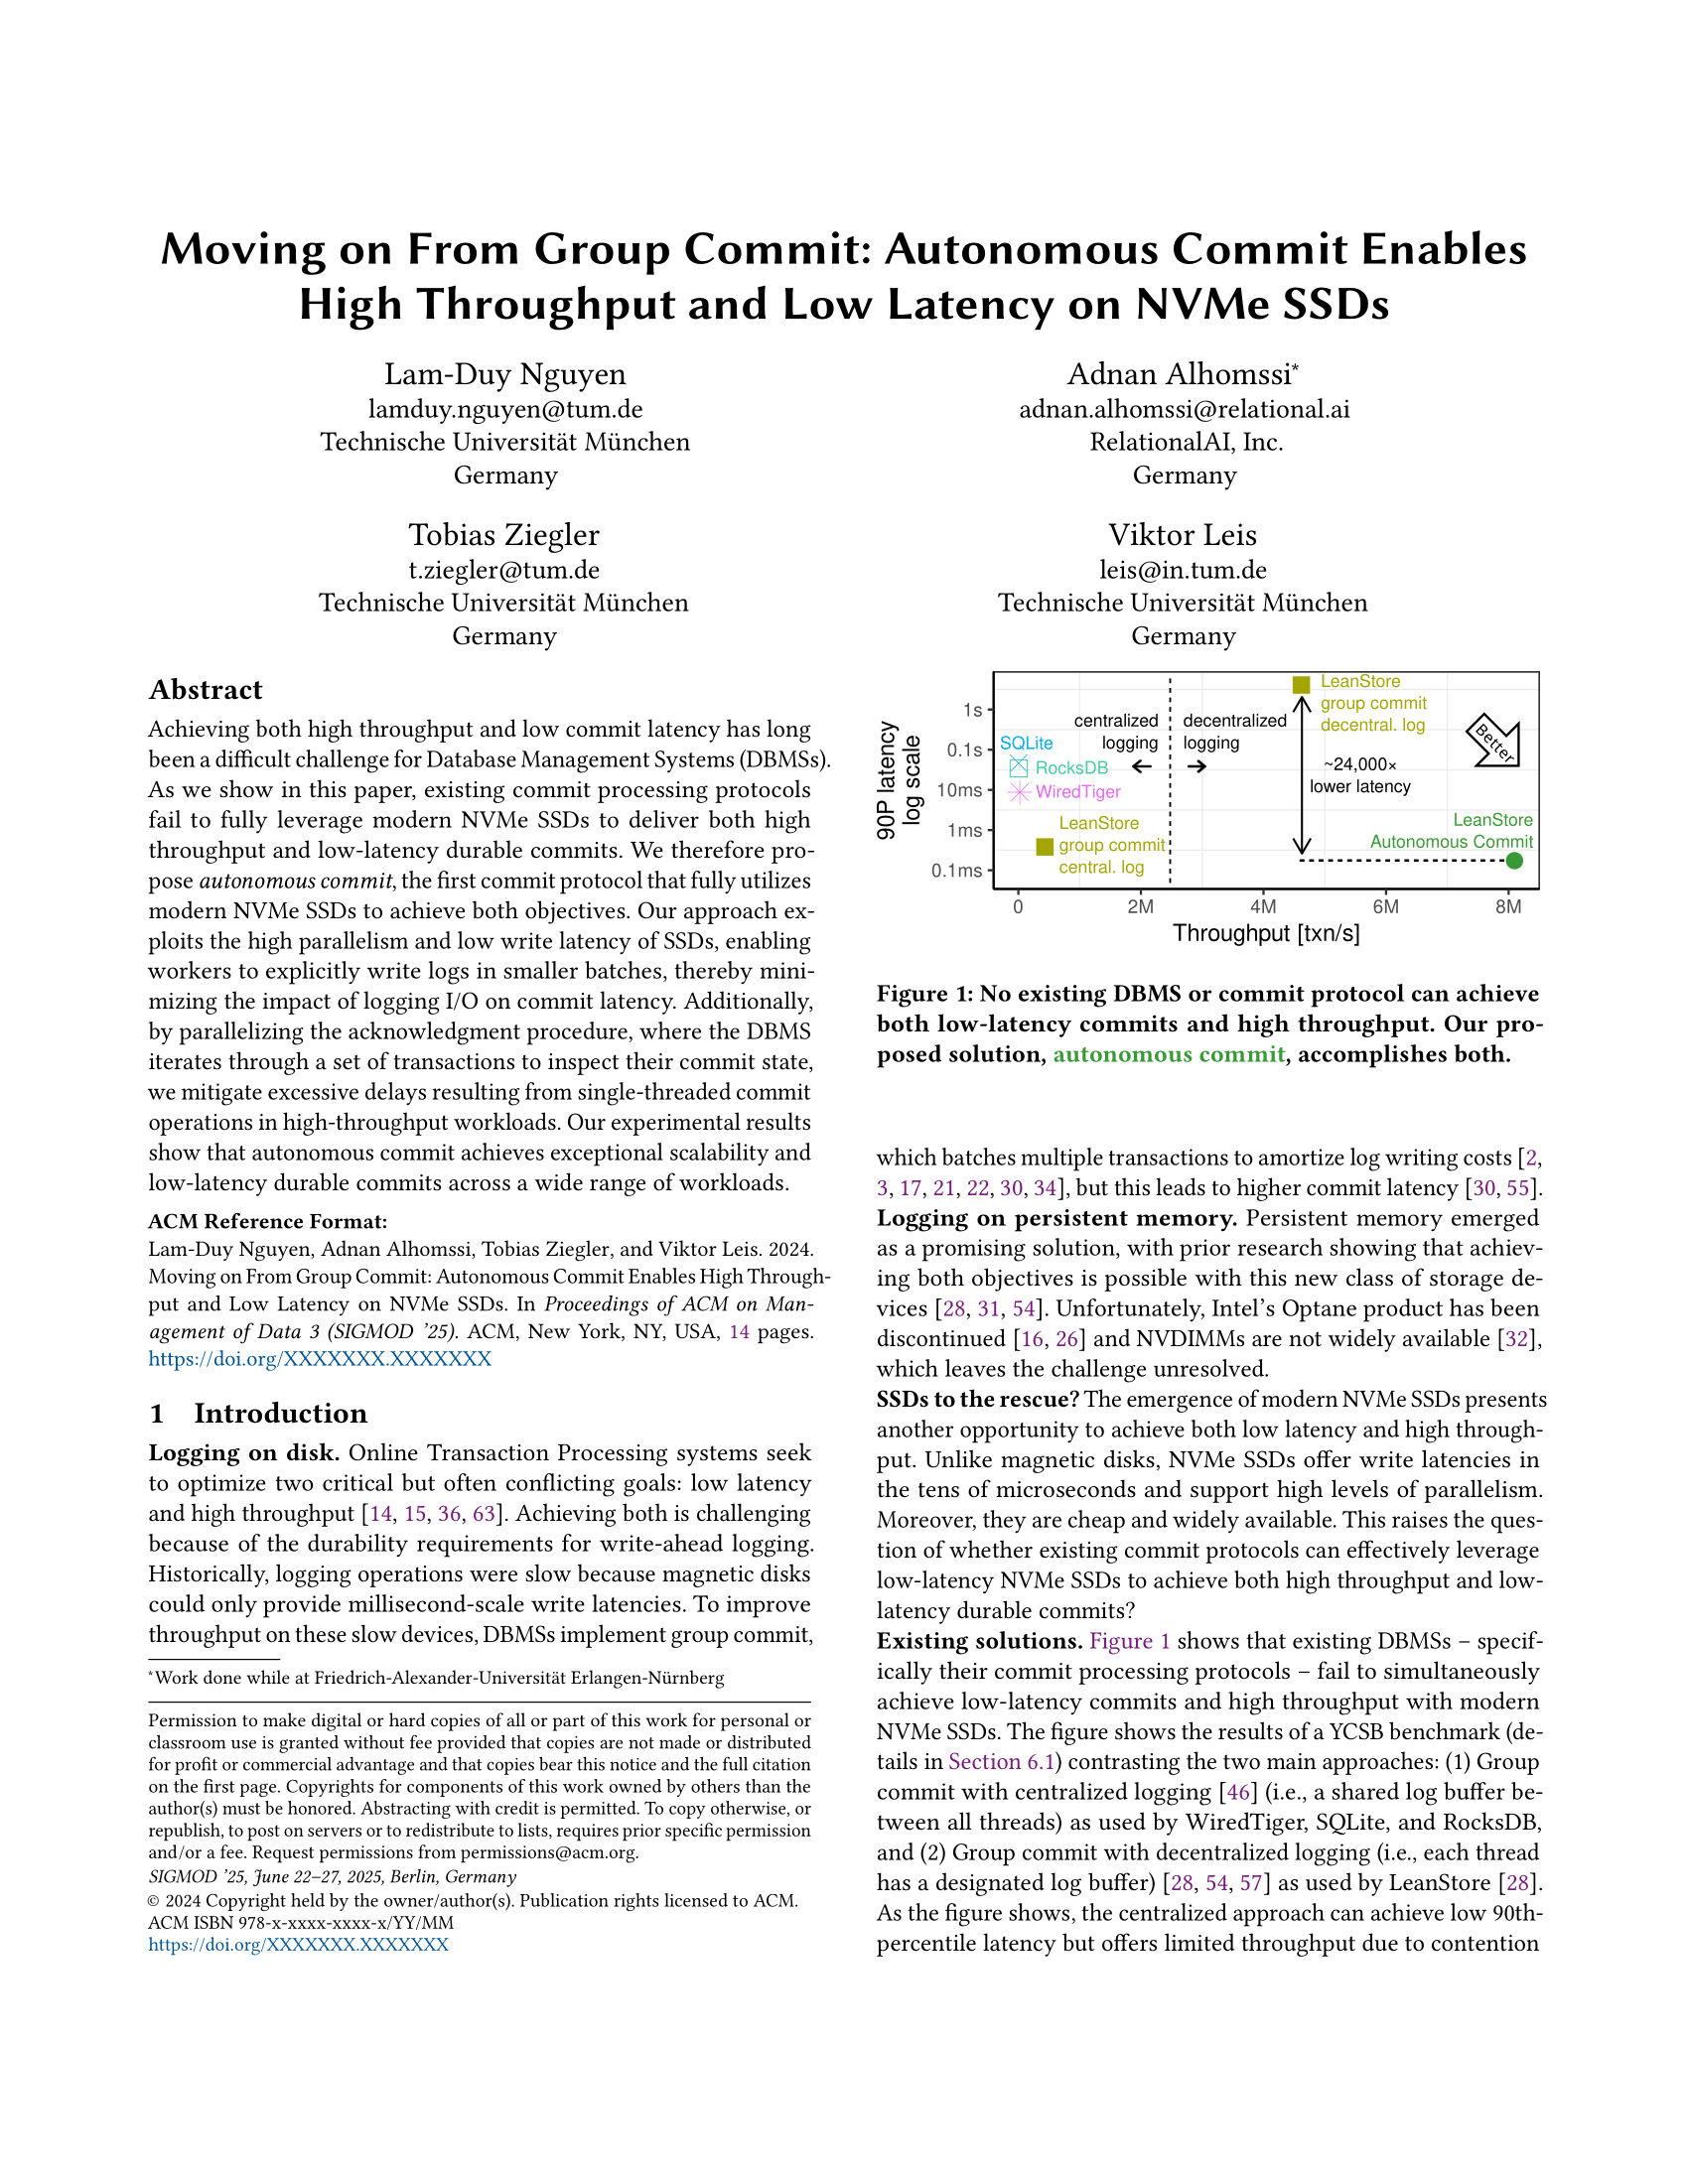 Moving on From Group Commit: Autonomous Commit Enables
High Throughput and Low Latency on NVMe SSDs
Lam-Duy Nguyen
lamduy.nguyen@tum.de
Technische Universität München
Germany
Adnan Alhomssi*
adnan.alhomssi@relational.ai
RelationalAI, Inc.
Germany
Tobias Ziegler
t.ziegler@tum.de
Technische Universität München
Germany
Viktor Leis
leis@in.tum.de
Technische Universität München
Germany
Abstract
Achieving both high throughput and low commit latency has long
been a difficult challenge for Database Management Systems (DBMSs).
As we show in this paper, existing commit processing protocols
fail to fully leverage modern NVMe SSDs to deliver both high
throughput and low-latency durable commits. We therefore pro-
pose autonomous commit, the first commit protocol that fully utilizes
modern NVMe SSDs to achieve both objectives. Our approach ex-
ploits the high parallelism and low write latency of SSDs, enabling
workers to explicitly write logs in smaller batches, thereby mini-
mizing the impact of logging I/O on commit latency. Additionally,
by parallelizing the acknowledgment procedure, where the DBMS
iterates through a set of transactions to inspect their commit state,
we mitigate excessive delays resulting from single-threaded commit
operations in high-throughput workloads. Our experimental results
show that autonomous commit achieves exceptional scalability and
low-latency durable commits across a wide range of workloads.
ACM Reference Format:
Lam-Duy Nguyen, Adnan Alhomssi, Tobias Ziegler, and Viktor Leis. 2024.
Moving on From Group Commit: Autonomous Commit Enables High Through-
put and Low Latency on NVMe SSDs. In Proceedings of ACM on Man-
agement of Data 3 (SIGMOD ’25). ACM, New York, NY, USA, 14 pages.
https://doi.org/XXXXXXX.XXXXXXX
1 Introduction
Logging on disk. Online Transaction Processing systems seek
to optimize two critical but often conflicting goals: low latency
and high throughput [14, 15, 36, 63]. Achieving both is challenging
because of the durability requirements for write-ahead logging.
Historically, logging operations were slow because magnetic disks
could only provide millisecond-scale write latencies. To improve
throughput on these slow devices, DBMSs implement group commit,
*Work done while at Friedrich-Alexander-Universität Erlangen-Nürnberg
Permission to make digital or hard copies of all or part of this work for personal or
classroom use is granted without fee provided that copies are not made or distributed
for profit or commercial advantage and that copies bear this notice and the full citation
on the first page. Copyrights for components of this work owned by others than the
author(s) must be honored. Abstracting with credit is permitted. To copy otherwise, or
republish, to post on servers or to redistribute to lists, requires prior specific permission
and/or a fee. Request permissions from permissions@acm.org.
SIGMOD ’25, June 22–27, 2025, Berlin, Germany
© 2024 Copyright held by the owner/author(s). Publication rights licensed to ACM.
ACM ISBN 978-x-xxxx-xxxx-x/YY/MM
https://doi.org/XXXXXXX.XXXXXXX
90P latency
log scale
1s
0.1s
10ms
1ms
0.1ms
centralized
logging
decentralized
logging
SQLite
RocksDB
WiredTiger
LeanStore
group commit
central. log
LeanStore
group commit
decentral. log
~24,000×
lower latency
Better
LeanStore
Autonomous Commit
0
2M
4M
6M
8M
Throughput [txn/s]
Figure 1: No existing DBMS or commit protocol can achieve
both low-latency commits and high throughput. Our pro-
posed solution, autonomous commit, accomplishes both.
which batches multiple transactions to amortize log writing costs [2,
3, 17, 21, 22, 30, 34], but this leads to higher commit latency [30, 55].
Logging on persistent memory. Persistent memory emerged
as a promising solution, with prior research showing that achiev-
ing both objectives is possible with this new class of storage de-
vices [28, 31, 54]. Unfortunately, Intel’s Optane product has been
discontinued [16, 26] and NVDIMMs are not widely available [32],
which leaves the challenge unresolved.
SSDs to the rescue? The emergence of modern NVMe SSDs presents
another opportunity to achieve both low latency and high through-
put. Unlike magnetic disks, NVMe SSDs offer write latencies in
the tens of microseconds and support high levels of parallelism.
Moreover, they are cheap and widely available. This raises the ques-
tion of whether existing commit protocols can effectively leverage
low-latency NVMe SSDs to achieve both high throughput and low-
latency durable commits?
Existing solutions. Figure 1 shows that existing DBMSs – specif-
ically their commit processing protocols – fail to simultaneously
achieve low-latency commits and high throughput with modern
NVMe SSDs. The figure shows the results of a YCSB benchmark (de-
tails in Section 6.1) contrasting the two main approaches: (1) Group
commit with centralized logging [46] (i.e., a shared log buffer be-
tween all threads) as used by WiredTiger, SQLite, and RocksDB,
and (2) Group commit with decentralized logging (i.e., each thread
has a designated log buffer) [28, 54, 57] as used by LeanStore [28].
As the figure shows, the centralized approach can achieve low 90th-
percentile latency but offers limited throughput due to contention